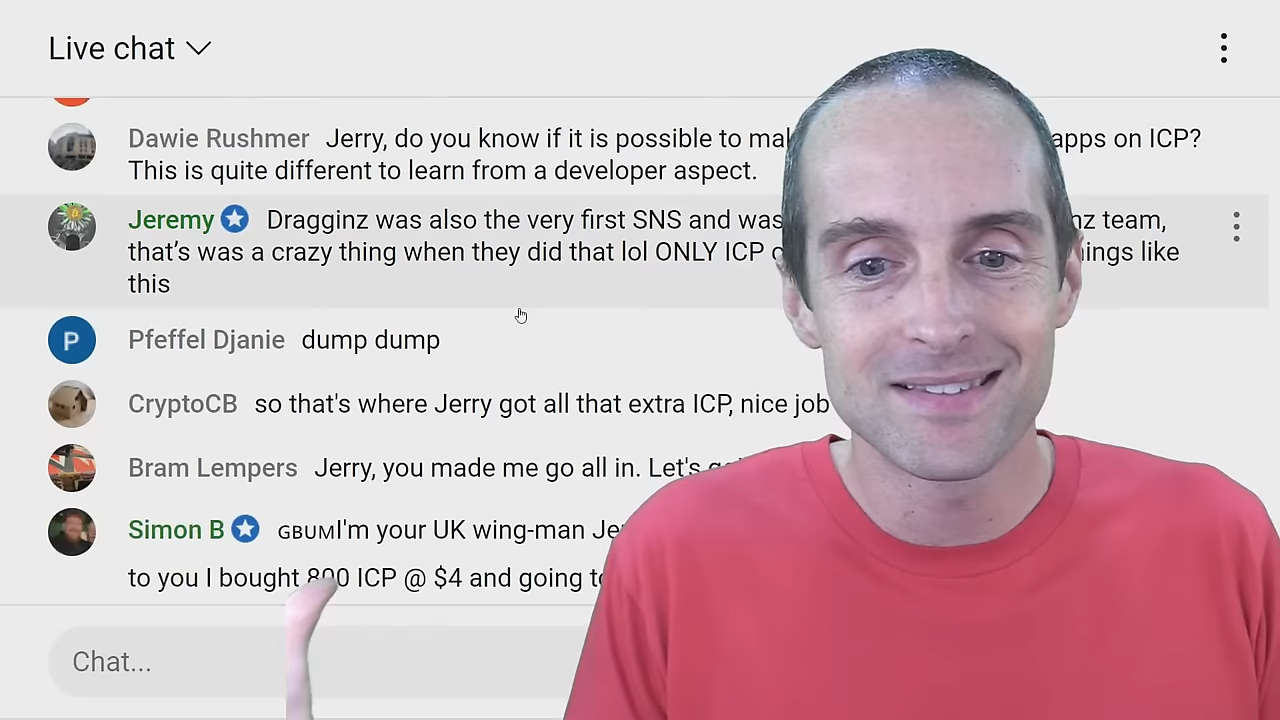 Live chat
Dawie Rushmer Jerry, do you know if it is possible to apps on ICP?
This is quite different to learn from a developer aspect.
Jeremy Dragginz was also the very first SNS and was team,
that's was a crazy thing when they did that lol ONLY ICP like
this
P Pfeffel Djanie dump dump
CryptoCB so that's where Jerry got all that extra ICP, nice job
Bram Lempers Jerry, you made me go all in. Let's
Simon B GBUMI'm your UK wing-man
to you I bought 800 ICP @ $4 and going
Chat...